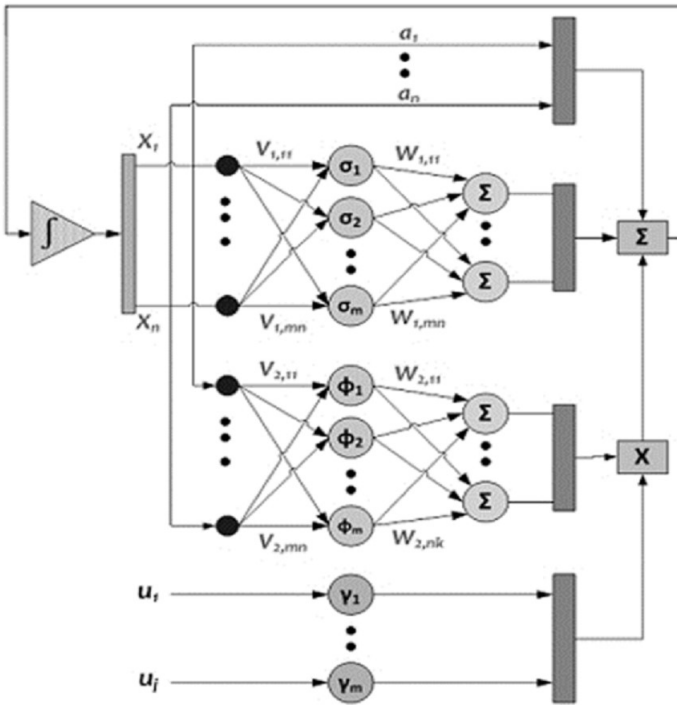 a₁
aₙ
X₁ V₁,₁₁ σ₁ W₁,₁₁ Σ
∫ σ₂ Σ
σₘ Σ
Xₙ V₁,ₘₙ W₁,ₘₙ
V₂,₁₁ ϕ₁ W₂,₁₁ Σ
ϕ₂ X
ϕₘ Σ
V₂,ₘₙ W₂,ₙₖ
u₁ γ₁
uⱼ γₘ